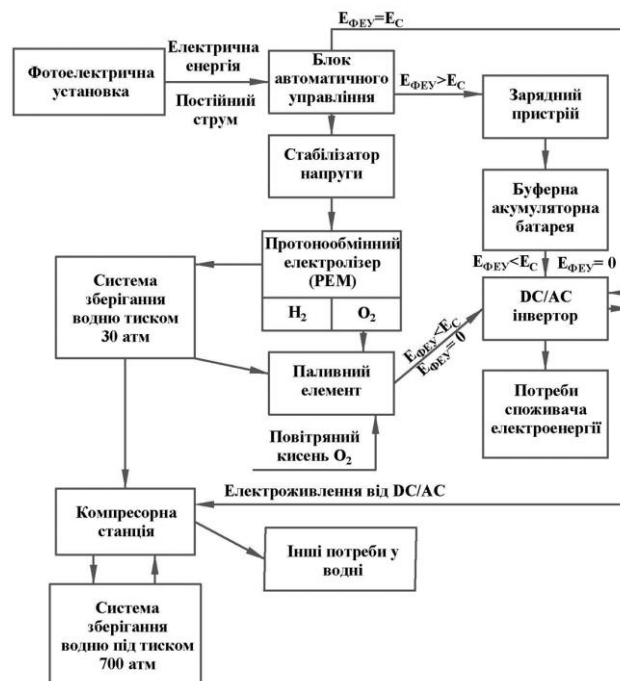 E_ФЕУ=E_C
Фотоелектрична
установка
Електрична
енергія
Постійний
струм
Блок
автоматичного
управління
E_ФЕУ>E_C
Зарядний
пристрій
Стабілізатор
напруги
Буферна
акумуляторна
батарея
Протонообмінний
електролізер
(PEM)
H₂
O₂
Система
зберігання
водню тиском
30 атм
E_ФЕУ<E_C
E_ФЕУ= 0
DC/AC
інвертор
E_ФЕУ<E_C
E_ФЕУ= 0
Паливний
елемент
Потреби
споживача
електроенергії
Повітряний
кисень O₂
Електроживлення від DC/AC
Компресорна
станція
Інші потреби у
водні
Система
зберігання
водню під тиском
700 атм